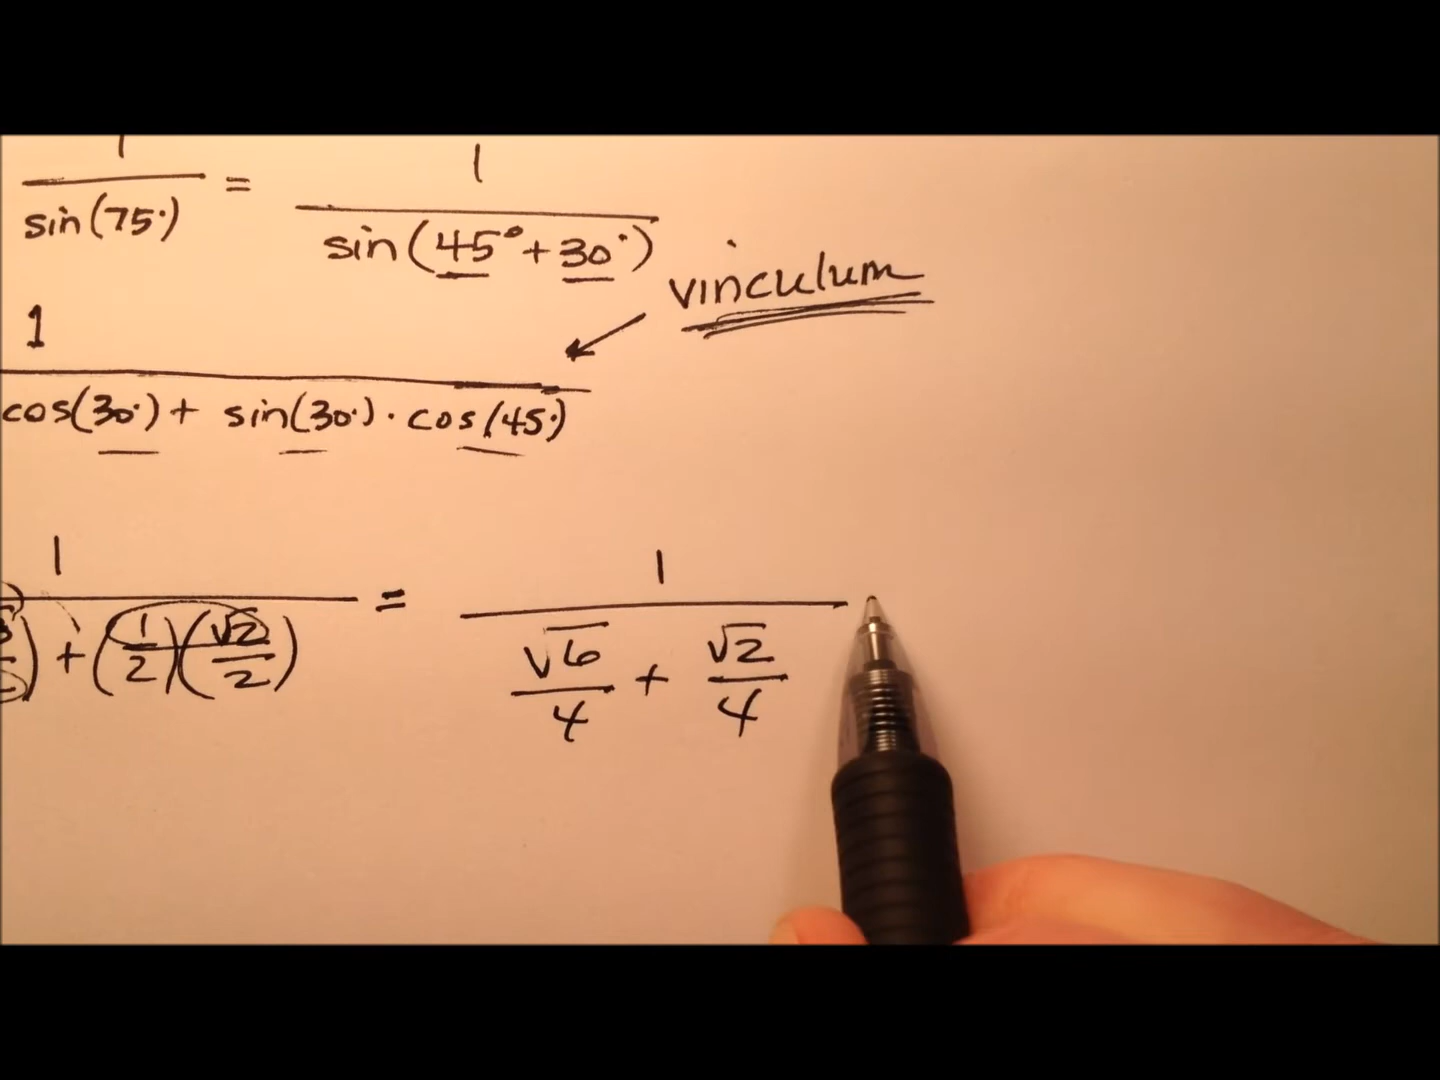 1/sin(75°) = 1/sin(45° + 30°)
vinculum
1/cos(30°) + sin(30°) · cos(45°)
1/) + (1/2)(√2/2) = 1/(√6/4 + √2/4)